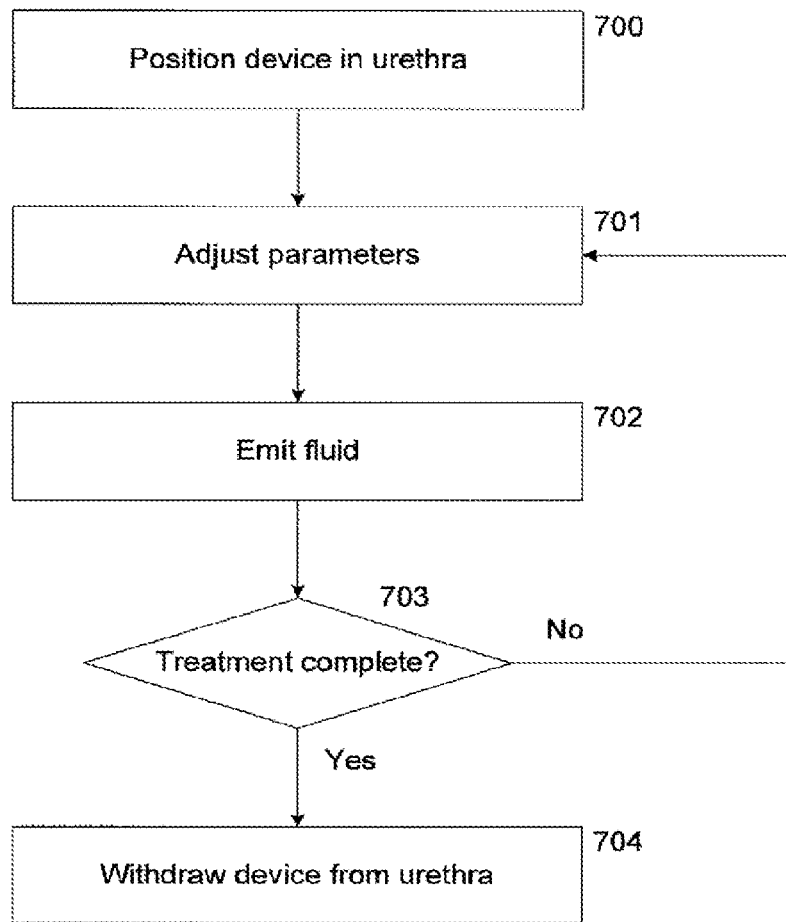 700
Position device in urethra
701
Adjust parameters
702
Emit fluid
703
Treatment complete?
No
Yes
704
Withdraw device from urethra